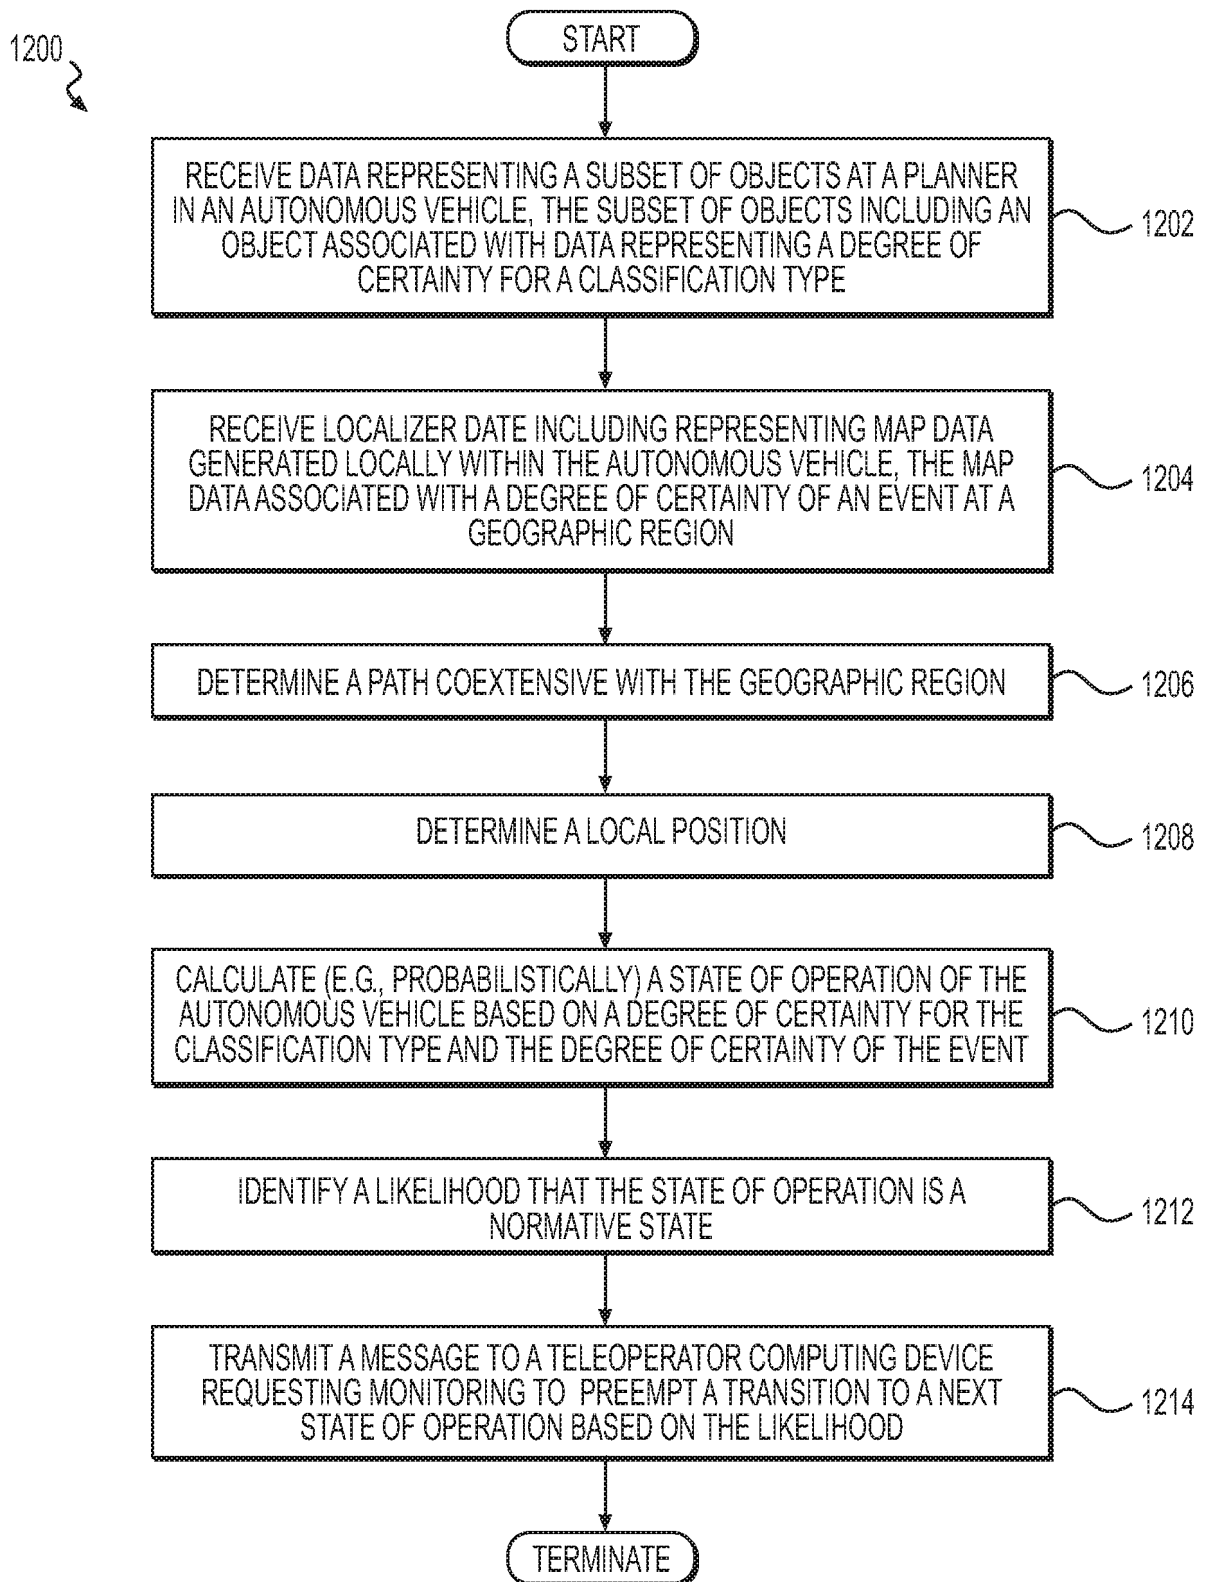 1200
START
RECEIVE DATA REPRESENTING A SUBSET OF OBJECTS AT A PLANNER
IN AN AUTONOMOUS VEHICLE, THE SUBSET OF OBJECTS INCLUDING AN
OBJECT ASSOCIATED WITH DATA REPRESENTING A DEGREE OF
CERTAINTY FOR A CLASSIFICATION TYPE
1202
RECEIVE LOCALIZER DATE INCLUDING REPRESENTING MAP DATA
GENERATED LOCALLY WITHIN THE AUTONOMOUS VEHICLE, THE MAP
DATA ASSOCIATED WITH A DEGREE OF CERTAINTY OF AN EVENT AT A
GEOGRAPHIC REGION
1204
DETERMINE A PATH COEXTENSIVE WITH THE GEOGRAPHIC REGION
1206
DETERMINE A LOCAL POSITION
1208
CALCULATE (E.G., PROBABILISTICALLY) A STATE OF OPERATION OF THE
AUTONOMOUS VEHICLE BASED ON A DEGREE OF CERTAINTY FOR THE
CLASSIFICATION TYPE AND THE DEGREE OF CERTAINTY OF THE EVENT
1210
IDENTIFY A LIKELIHOOD THAT THE STATE OF OPERATION IS A
NORMATIVE STATE
1212
TRANSMIT A MESSAGE TO A TELEOPERATOR COMPUTING DEVICE
REQUESTING MONITORING TO PREEMPT A TRANSITION TO A NEXT
STATE OF OPERATION BASED ON THE LIKELIHOOD
1214
TERMINATE